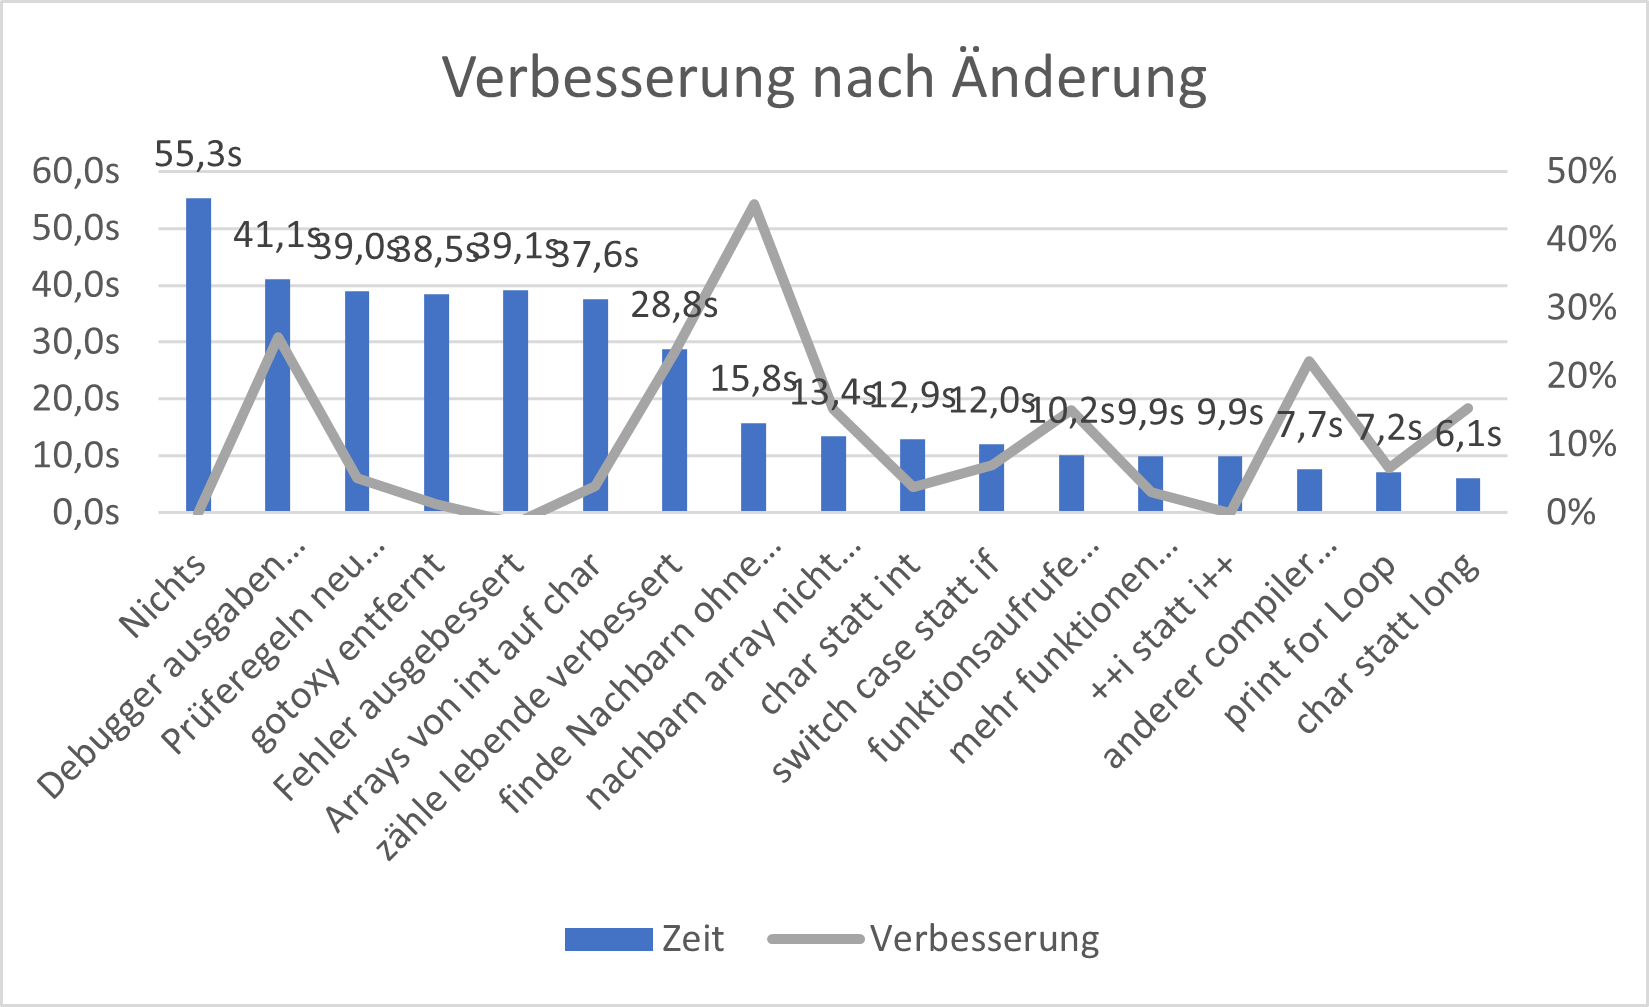 Verbesserung nach Änderung
60,0s
50,0s
40,0s
30,0s
20,0s
10,0s
0,0s
55,3s
41,1s
39,0s
38,5s
39,1s
37,6s
28,8s
15,8s
13,4s
12,9s
12,0s
10,2s
9,9s
9,9s
7,7s
7,2s
6,1s
50%
40%
30%
20%
10%
0%
Nichts
Debugger ausgaben…
Prüferegeln neu…
gotoxy entfernt
Fehler ausgebessert
Arrays von int auf char
zähle lebende verbessert
finde Nachbarn ohne…
nachbarn array nicht…
char statt int
switch case statt if
funktionsaufrufe…
mehr funktionen…
++i statt i++
anderer compiler…
print for Loop
char statt long
Zeit
Verbesserung